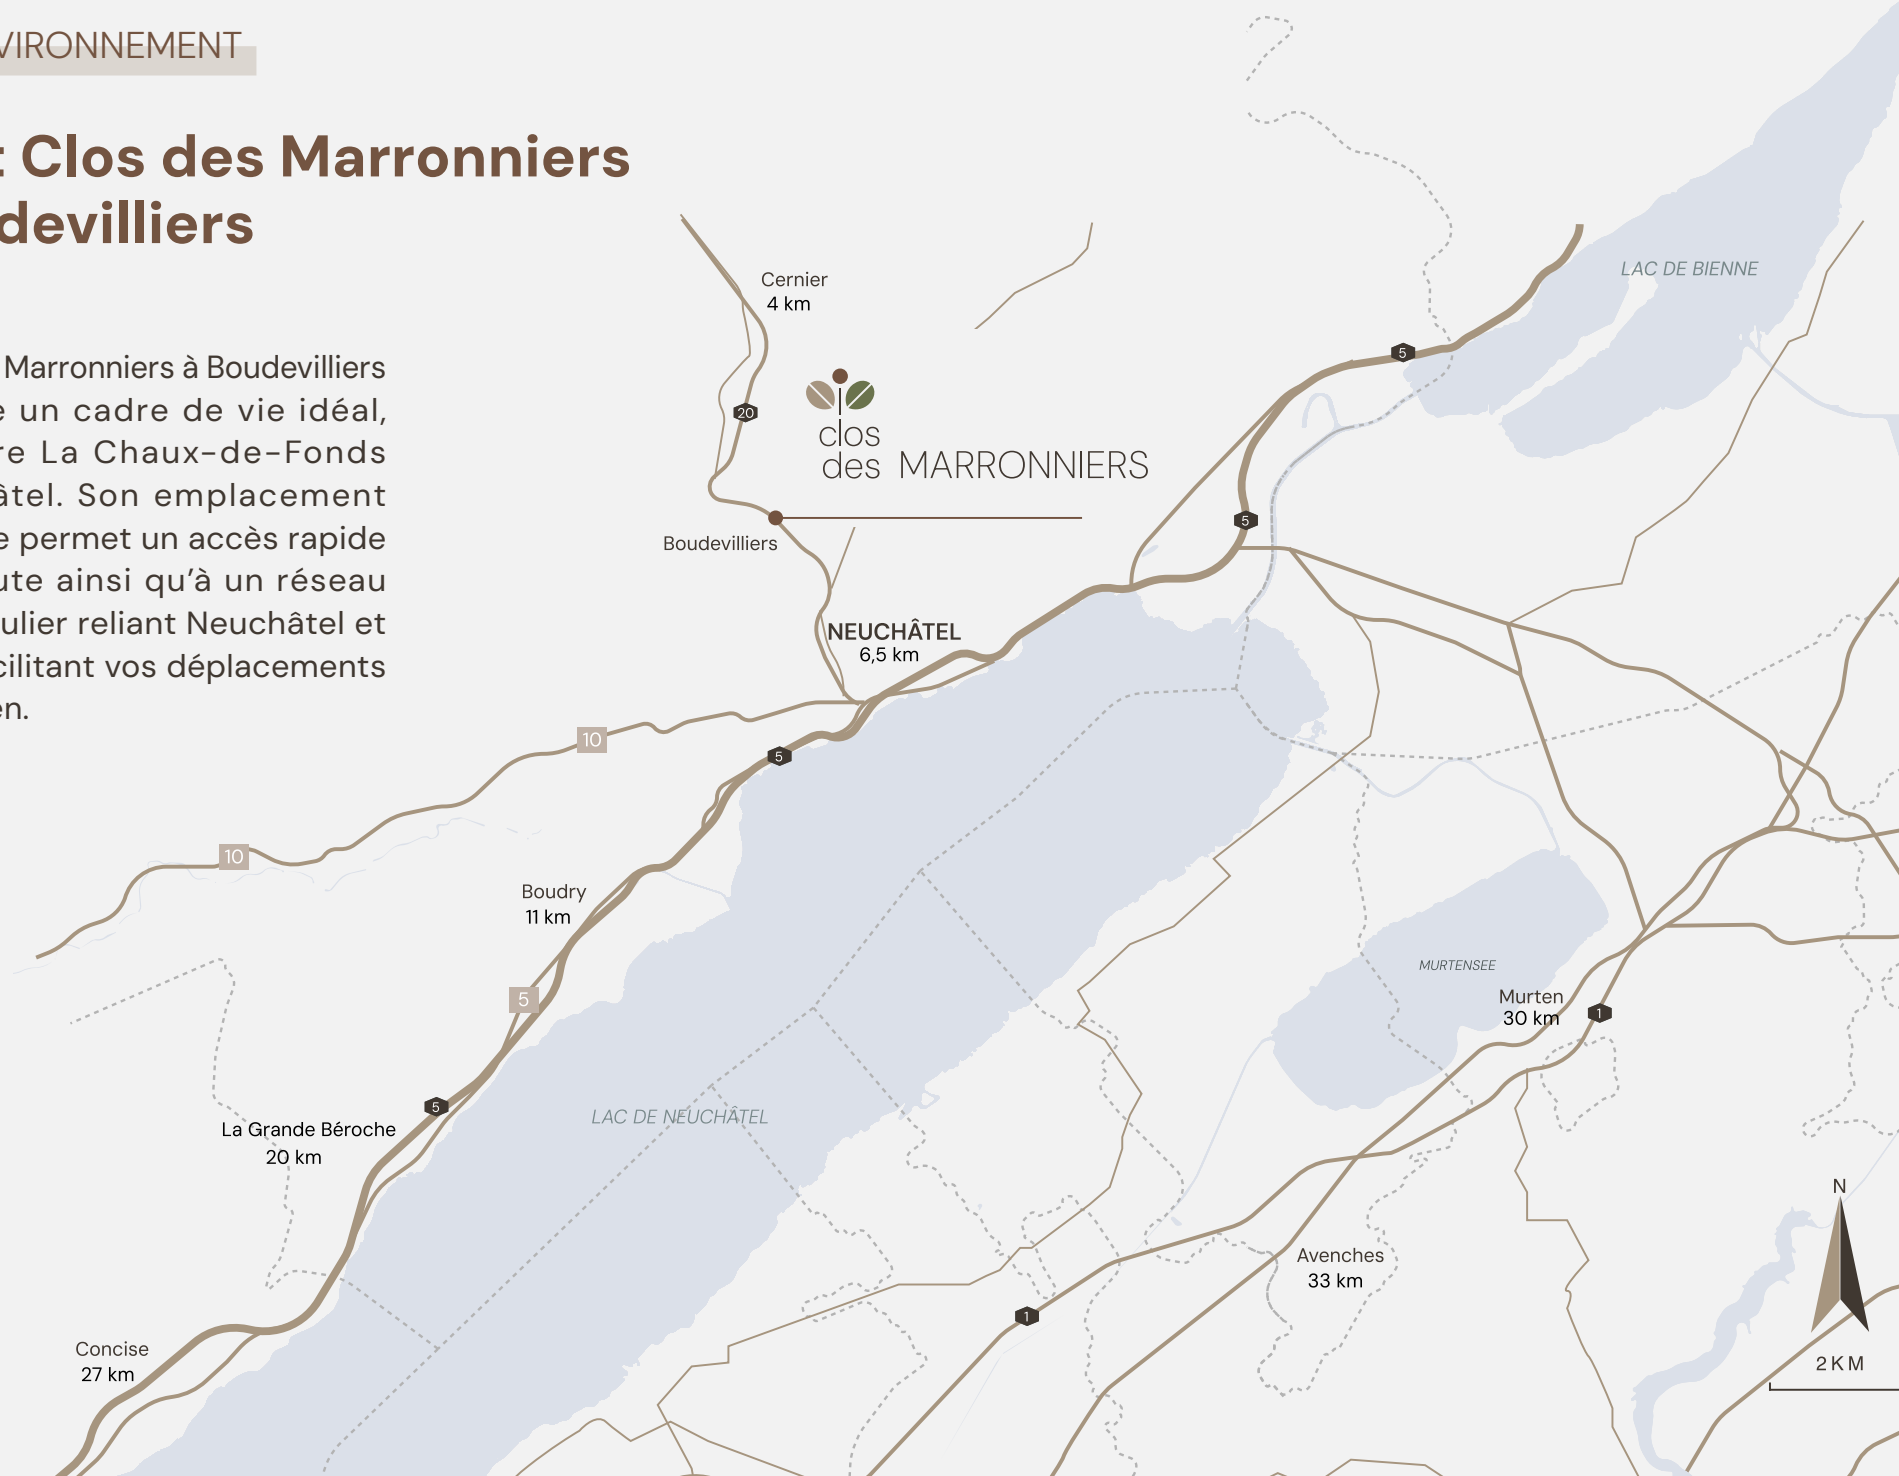 VIRONNEMENT
t Clos des Marronniers
devilliers
Marronniers à Boudevilliers
e un cadre de vie idéal,
re La Chaux-de-Fonds
âtel. Son emplacement
e permet un accès rapide
ute ainsi qu'à un réseau
ulier reliant Neuchâtel et
cilitant vos déplacements
en.
Cernier
4 km
20
clos
des MARRONNIERS
Boudevilliers
NEUCHÂTEL
6,5 km
LAC DE BIENNE
5
5
10
5
10
Boudry
11 km
5
MURTENSEE
Murten
30 km
1
5
La Grande Béroche
20 km
LAC DE NEUCHÂTEL
N
Avenches
33 km
1
Concise
27 km
2 KM